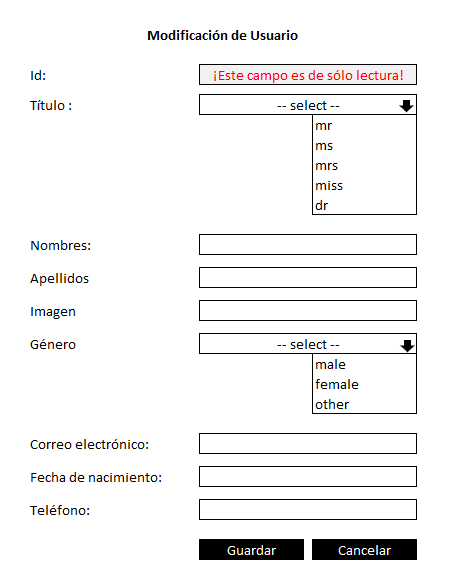 Modificación de Usuario
Id: ¡Este campo es de sólo lectura!
Título : -- select --
mr
ms
mrs
miss
dr
Nombres:
Apellidos
Imagen
Género -- select --
male
female
other
Correo electrónico:
Fecha de nacimiento:
Teléfono:
Guardar Cancelar